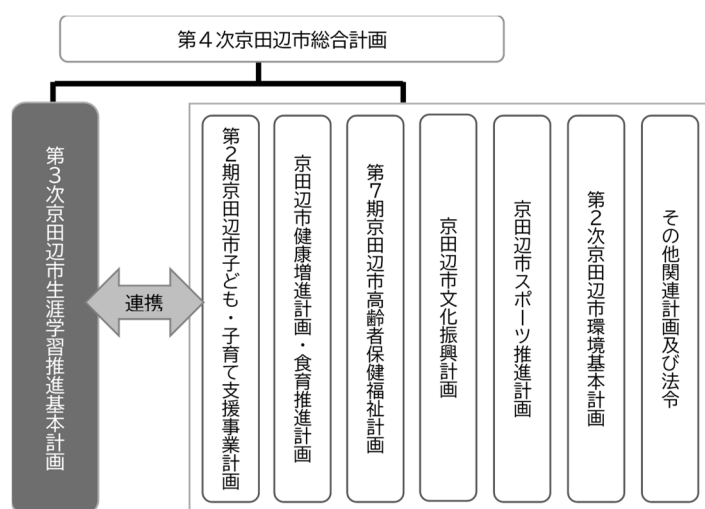 第４次京田辺市総合計画
第３次京田辺市生涯学習推進基本計画
連携
第２期京田辺市子ども・子育て支援事業計画
京田辺市健康増進計画・食育推進計画
第７期京田辺市高齢者保健福祉計画
京田辺市文化振興計画
京田辺市スポーツ推進計画
第２次京田辺市環境基本計画
その他関連計画及び法令